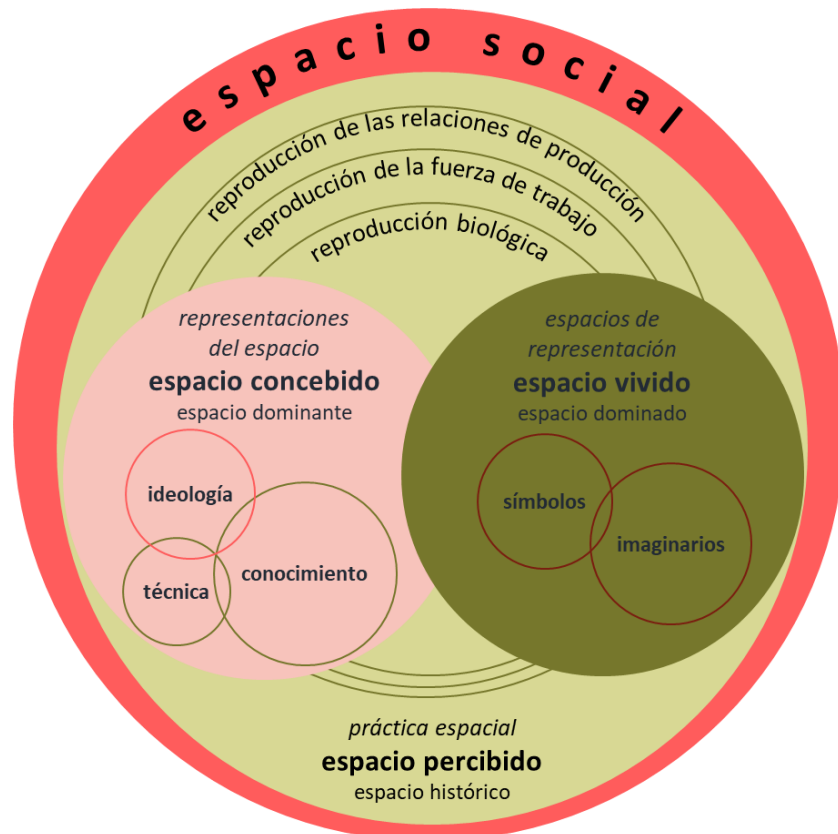 espacio social
reproducción de las relaciones de producción
reproducción de la fuerza de trabajo
reproducción biológica
representaciones
del espacio
espacio concebido
espacio dominante
ideología
técnica
conocimiento
espacios de
representación
espacio vivido
espacio dominado
símbolos
imaginarios
práctica espacial
espacio percibido
espacio histórico